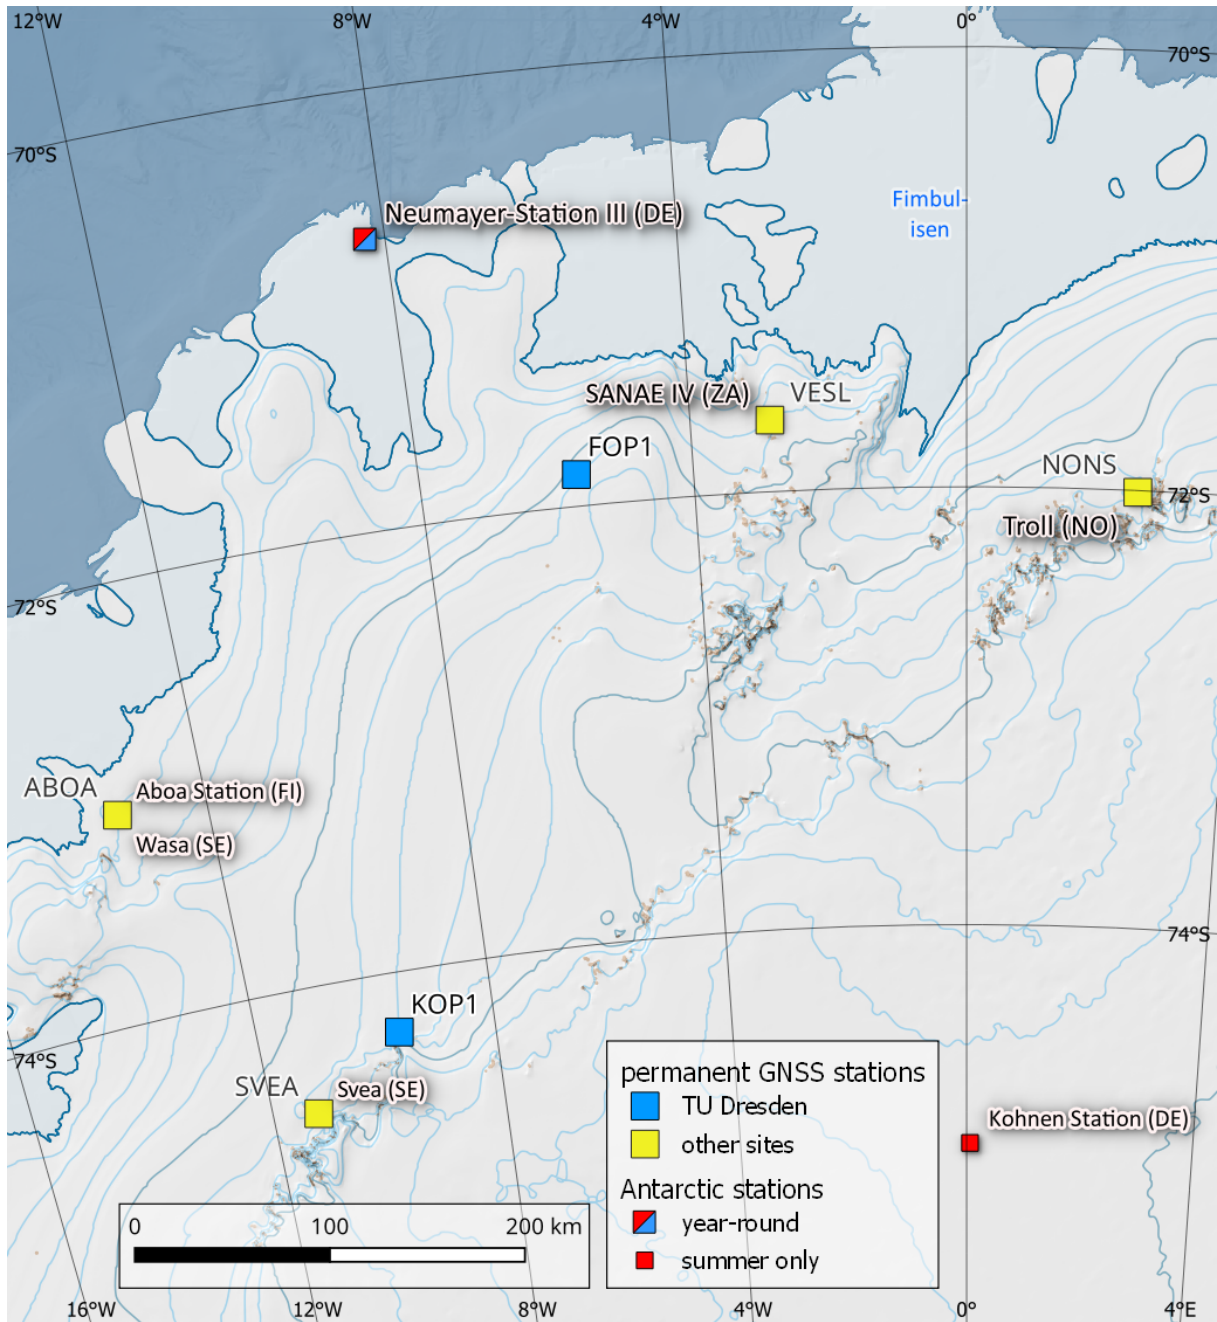 12°W
8°W
4°W
0°
70°S
70°S
Neumayer-Station III (DE)
Fimbul-
isen
SANAE IV (ZA)
VESL
FOP1
NONS
72°S
Troll (NO)
72°S
ABOA
Aboa Station (FI)
Wasa (SE)
74°S
KOP1
74°S
SVEA
Svea (SE)
permanent GNSS stations
TU Dresden
other sites
Antarctic stations
year-round
summer only
Kohnen Station (DE)
0 100 200 km
16°W
12°W
8°W
4°W
0°
4°E